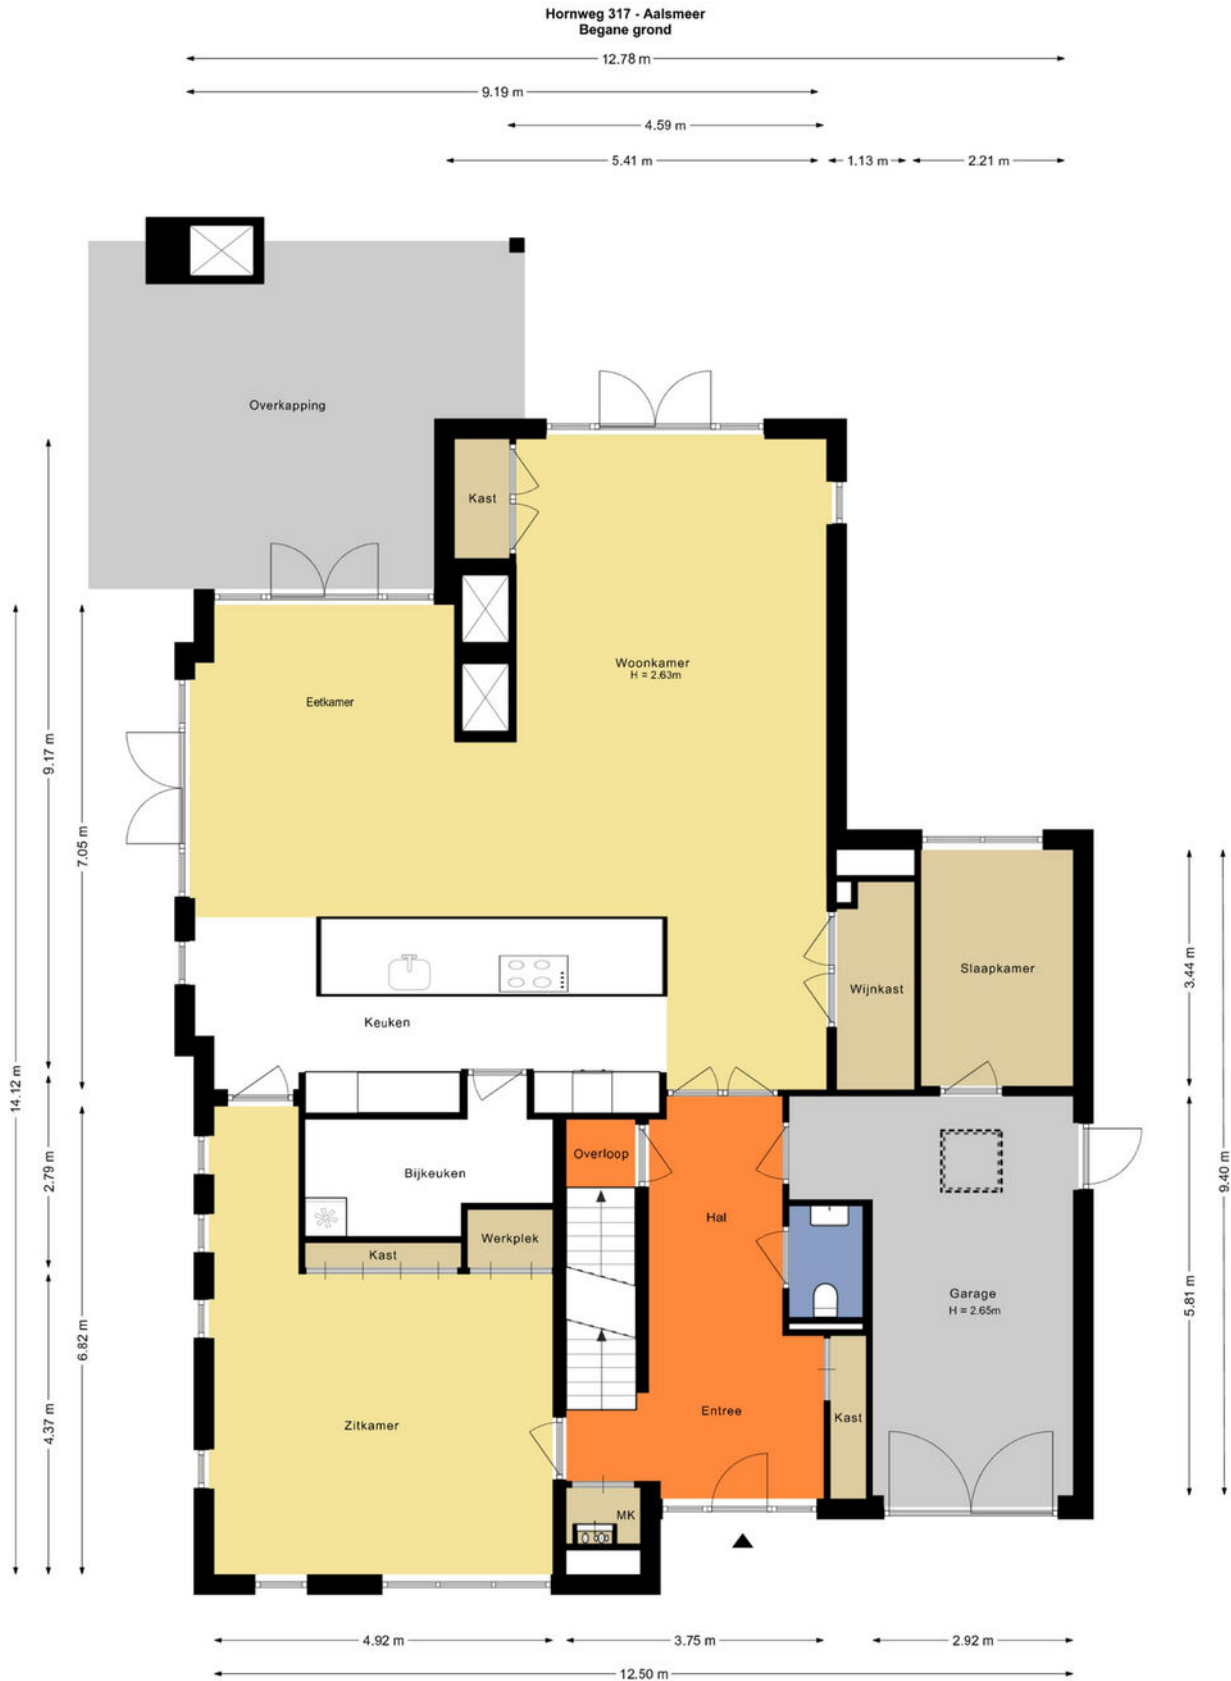 Hornweg 317 - Aalsmeer
Begane grond
12.78 m
9.19 m
4.59 m
5.41 m
1.13 m
2.21 m
Overkapping
Kast
Woonkamer
H = 2.63m
Eetkamer
9.17 m
7.05 m
14.12 m
Slaapkamer
Wijnkast
3.44 m
Keuken
Bijkeuken
Overloop
2.79 m
9.40 m
Hal
Werkplek
Kast
Garage
H = 2.65m
5.81 m
6.82 m
4.37 m
Zitkamer
Entree
Kast
MK
4.92 m
3.75 m
2.92 m
12.50 m